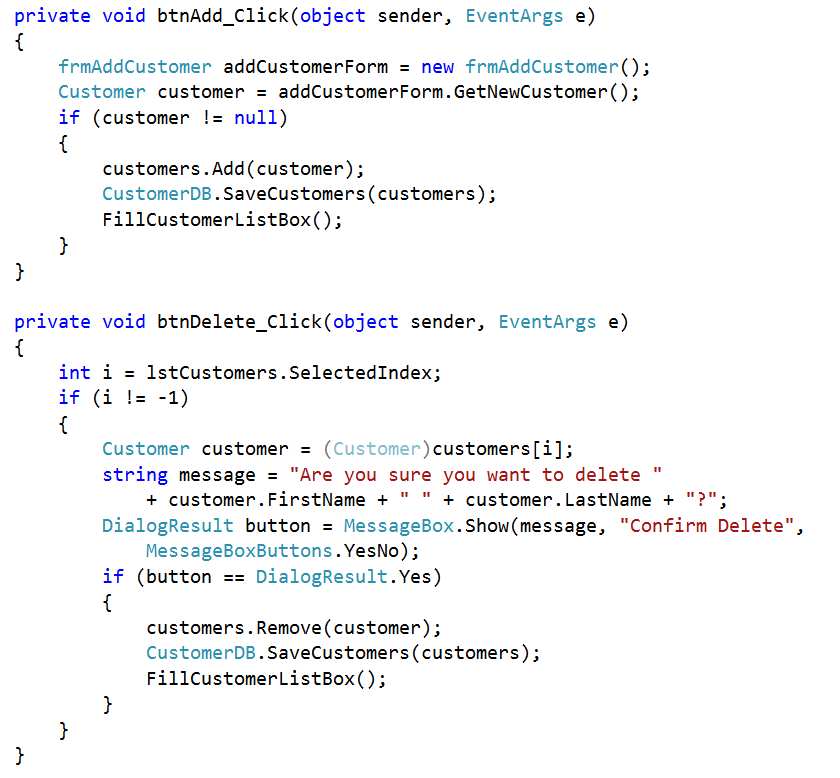 private void btnAdd_Click(object sender, EventArgs e)
{
    frmAddCustomer addCustomerForm = new frmAddCustomer();
    Customer customer = addCustomerForm.GetNewCustomer();
    if (customer != null)
    {
        customers.Add(customer);
        CustomerDB.SaveCustomers(customers);
        FillCustomerListBox();
    }
}

private void btnDelete_Click(object sender, EventArgs e)
{
    int i = lstCustomers.SelectedIndex;
    if (i != -1)
    {
        Customer customer = (Customer)customers[i];
        string message = "Are you sure you want to delete "
            + customer.FirstName + " " + customer.LastName + "?";
        DialogResult button = MessageBox.Show(message, "Confirm Delete",
            MessageBoxButtons.YesNo);
        if (button == DialogResult.Yes)
        {
            customers.Remove(customer);
            CustomerDB.SaveCustomers(customers);
            FillCustomerListBox();
        }
    }
}